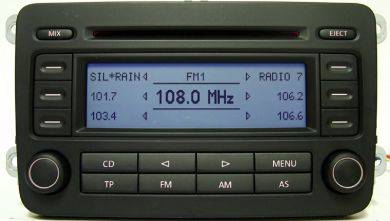 MIX EJECT
SIL*RAIN FM1 RADIO 7
101.7 108.0 MHz 106.2
103.4 106.6
CD MENU
TP FM AM AS